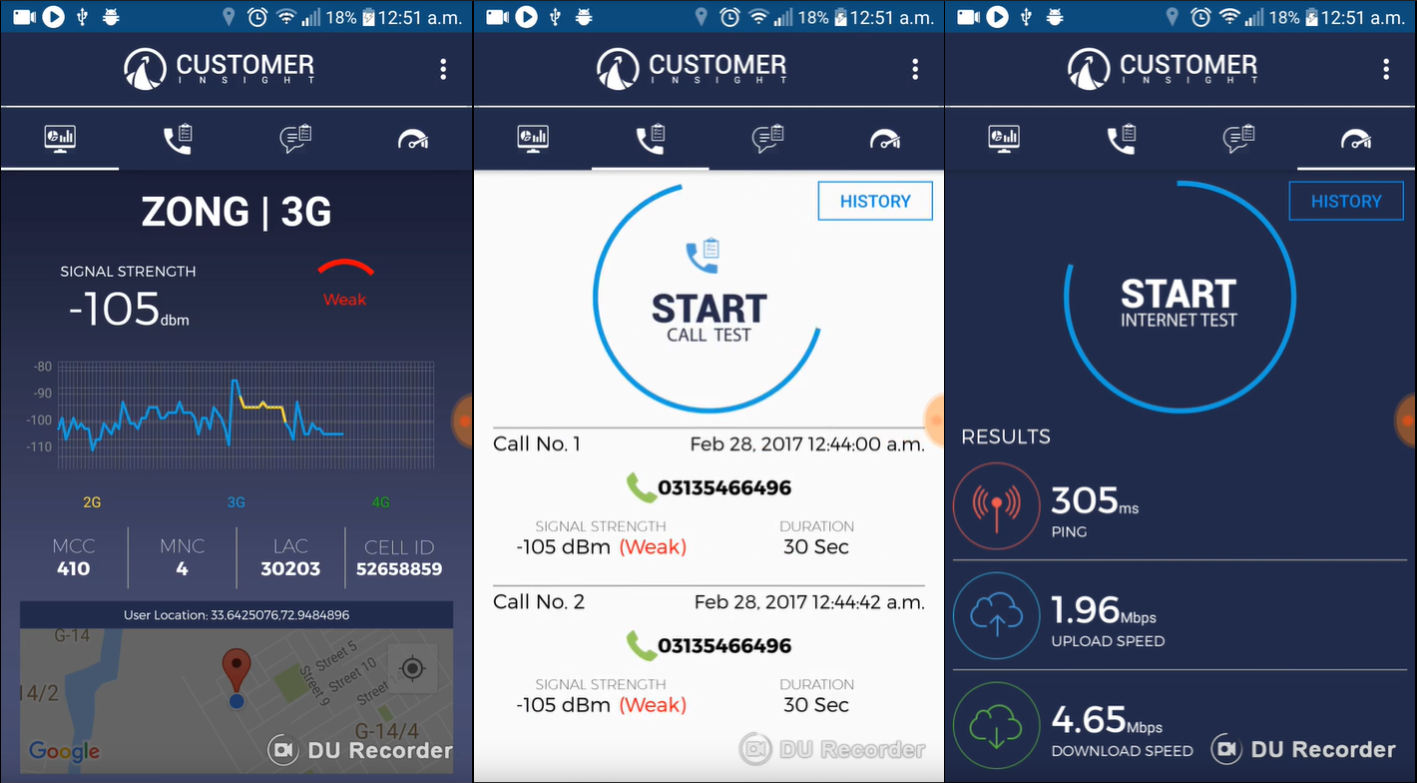 18% 12:51 a.m.
CUSTOMER
INSIGHT
ZONG | 3G
SIGNAL STRENGTH
-105dbm
Weak
-80
-90
-100
-110
2G 3G 4G
MCC MNC LAC CELL ID
410 4 30203 52658859
User Location: 33.6425076,72.9484896
G-14
Street 5
Street 10
Street 9
Street
14/2
G-14/4
Google
DU Recorder
18% 12:51 a.m.
CUSTOMER
INSIGHT
HISTORY
START
CALL TEST
Call No. 1 Feb 28, 2017 12:44:00 a.m.
03135466496
SIGNAL STRENGTH DURATION
-105 dBm (Weak) 30 Sec
Call No. 2 Feb 28, 2017 12:44:42 a.m.
03135466496
SIGNAL STRENGTH DURATION
-105 dBm (Weak) 30 Sec
DU Recorder
18% 12:51 a.m.
CUSTOMER
INSIGHT
HISTORY
START
INTERNET TEST
RESULTS
305ms
PING
1.96Mbps
UPLOAD SPEED
4.65Mbps
DOWNLOAD SPEED
DU Recorder